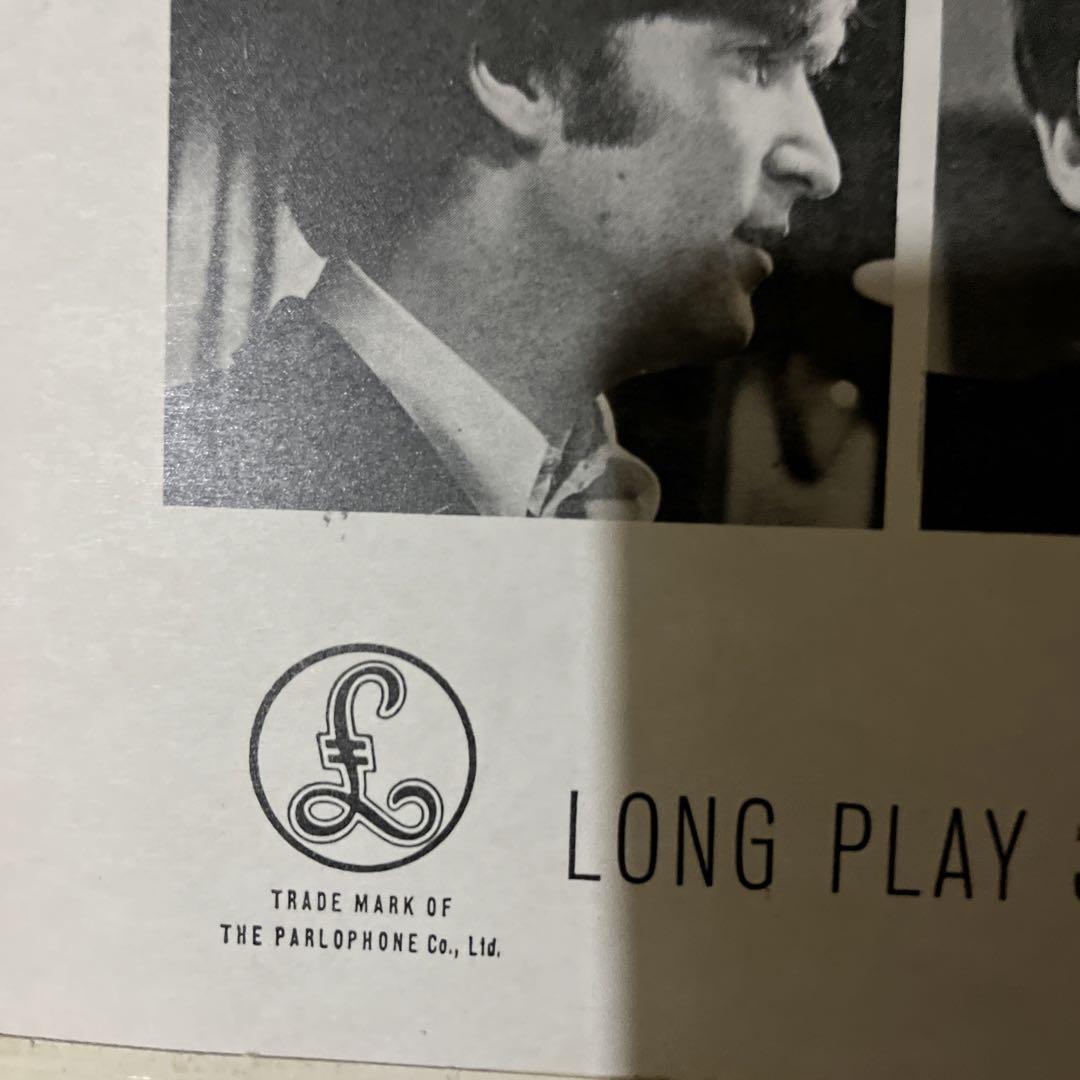 £
TRADE MARK OF
THE PARLOPHONE Co., Ltd.
LONG PLAY